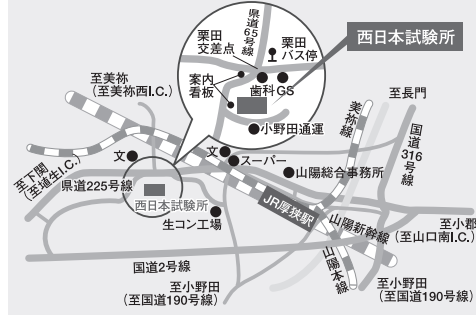 県道65号線
栗田
交差点
栗田
バス停
西日本試験所
案内
看板
歯科
GS
小野田通運
至美祢
(至美祢西I.C.)
美祢線
至長門
国道316号線
至下関
(至埴生I.C.)
文
文
スーパー
山陽総合事務所
県道225号線
西日本試験所
生コン工場
JR厚狭駅
山陽新幹線
至小郡
(至山口南I.C.)
山陽本線
国道2号線
至小野田
(至国道190号線)
至小野田
(至国道190号線)